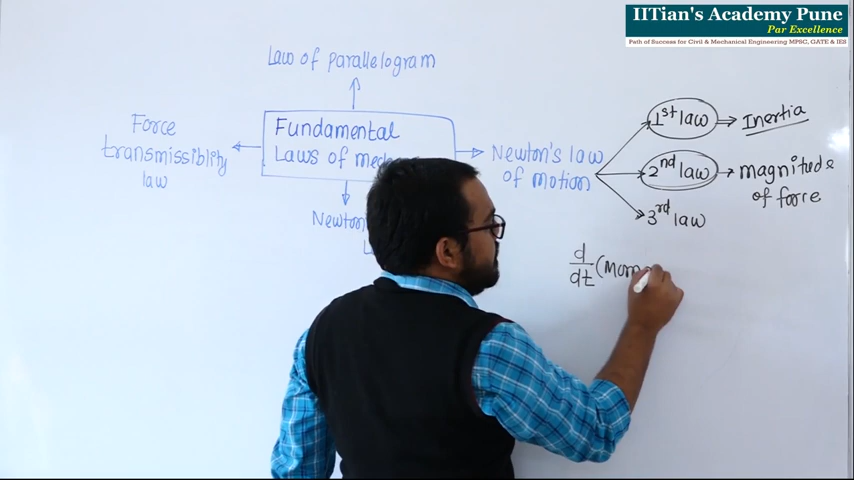 IITian's Academy Pune
Par Excellence
Path of Success for Civil & Mechanical Engineering MPSC, GATE & IES
Law of parallelogram
Force
transmissiblity
law
Fundamental
Laws of
Newton's law
of motion
1st law
Inertia
2nd law
magnitude
of force
3rd law
d
dt
(Mom